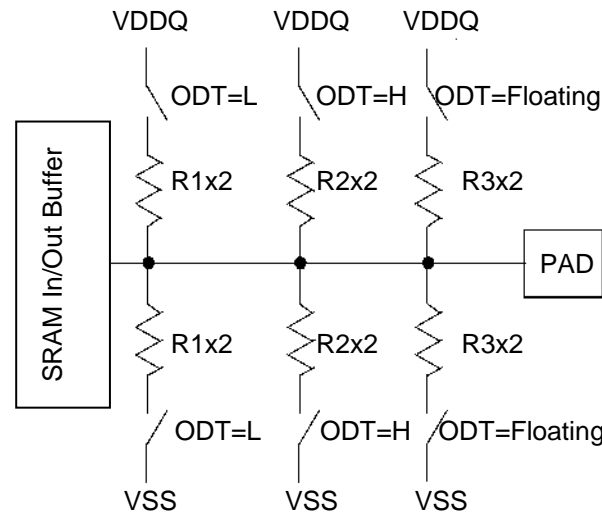 VDDQ VDDQ VDDQ
ODT=L ODT=H ODT=Floating
R1x2 R2x2 R3x2
SRAM In/Out Buffer
PAD
R1x2 R2x2 R3x2
ODT=L ODT=H ODT=Floating
VSS VSS VSS